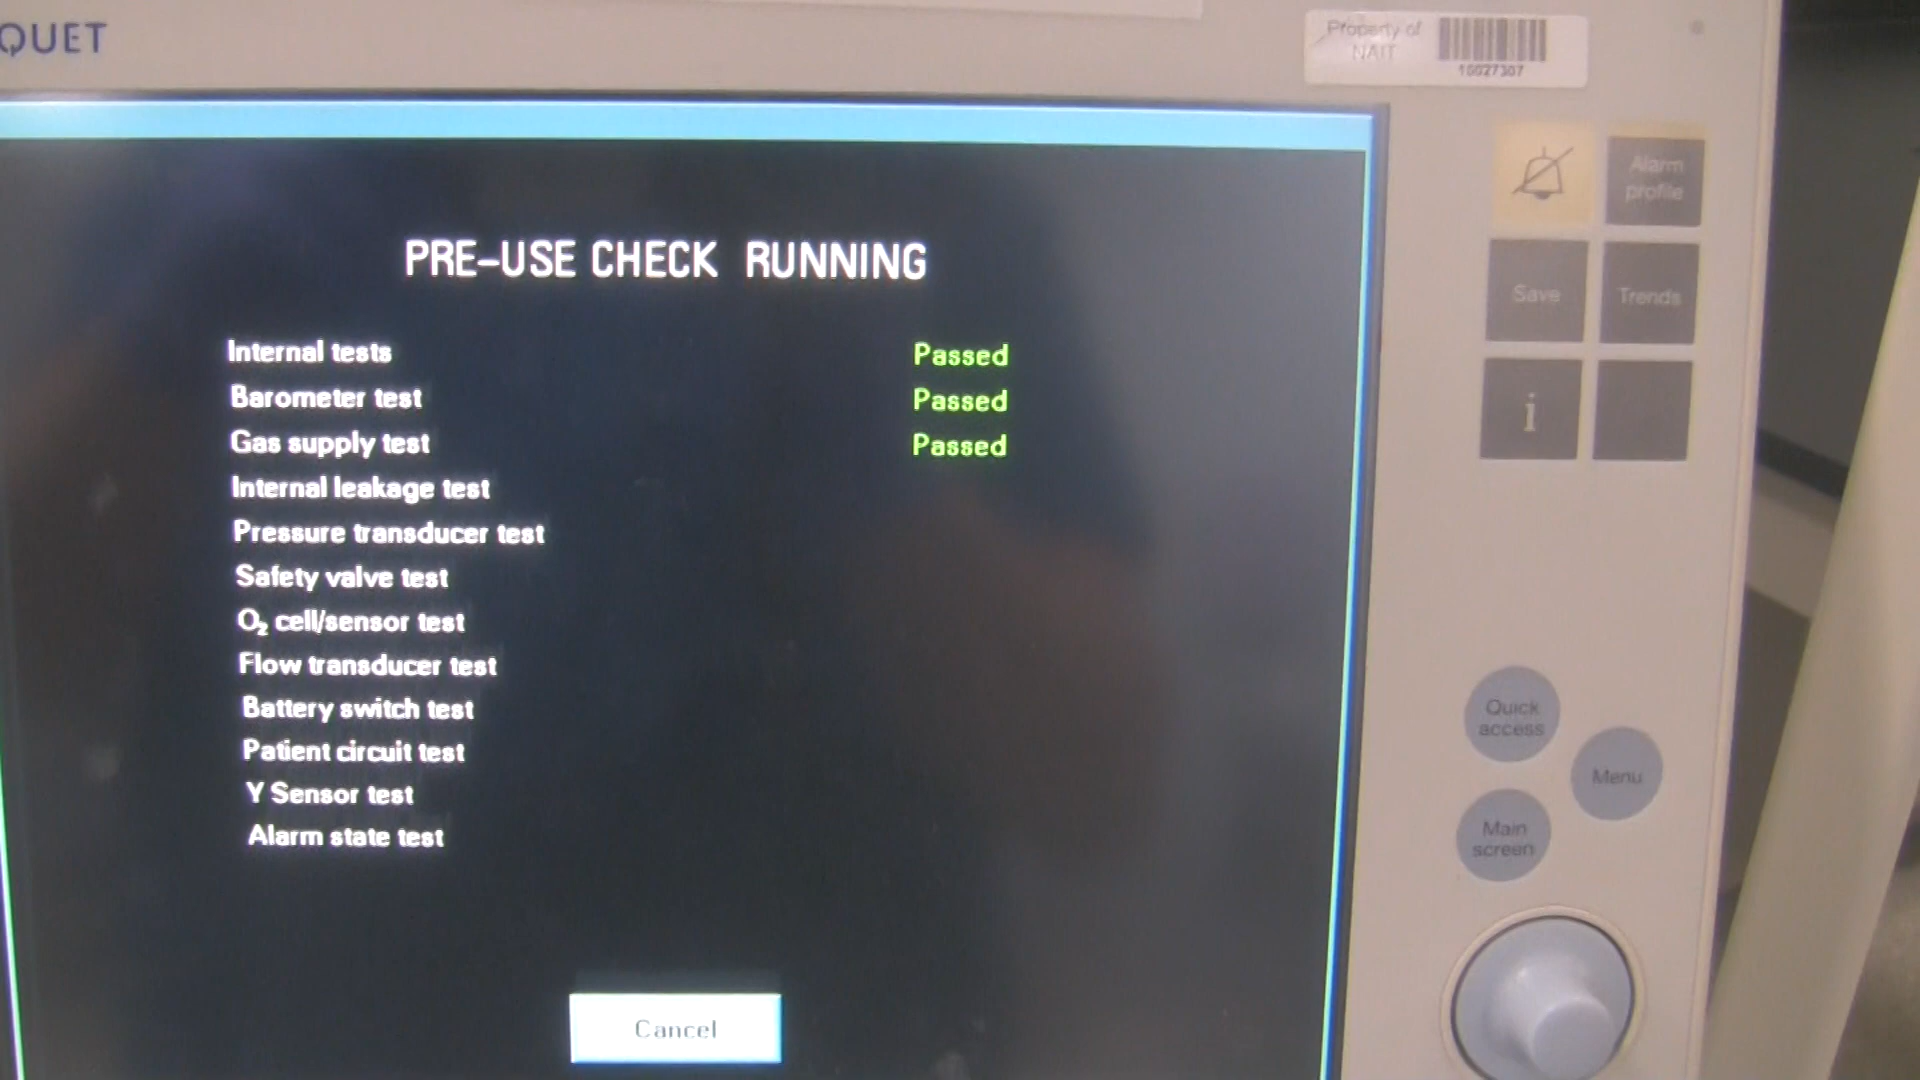 QUET
Property of
NAIT
10027307
PRE-USE CHECK RUNNING
Internal tests Passed
Barometer test Passed
Gas supply test Passed
Internal leakage test
Pressure transducer test
Safety valve test
O₂ cell/sensor test
Flow transducer test
Battery switch test
Patient circuit test
Y Sensor test
Alarm state test
Cancel
Alarm
profile
Save
Trends
i
Quick
access
Menu
Main
screen